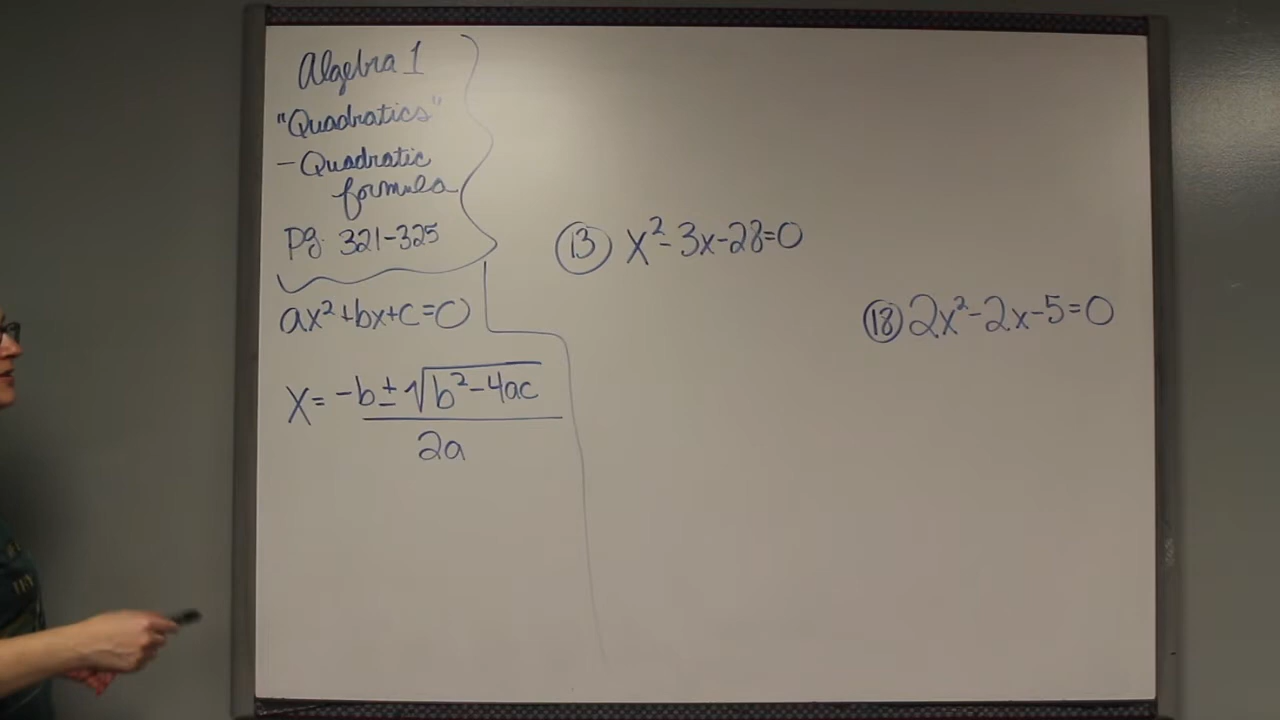 Algebra 1
"Quadratics"
- Quadratic
formula
Pg. 321-325
ax²+bx+c=0
x= -b±√b²-4ac
2a
⑬ x²-3x-28=0
⑱ 2x²-2x-5=0